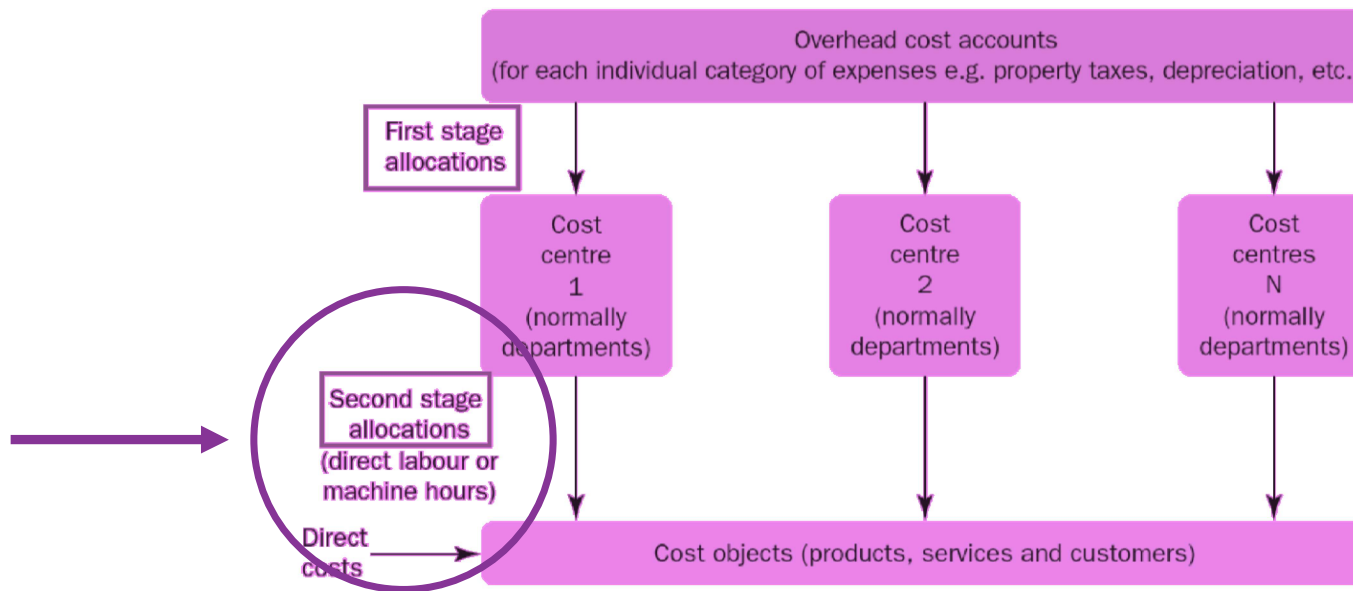 Overhead cost accounts
(for each individual category of expenses e.g. property taxes, depreciation, etc.
First stage
allocations
Cost
centre
1
(normally
departments)
Cost
centre
2
(normally
departments)
Cost
centres
N
(normally
departments)
Second stage
allocations
(direct labour or
machine hours)
Direct
costs
Cost objects (products, services and customers)